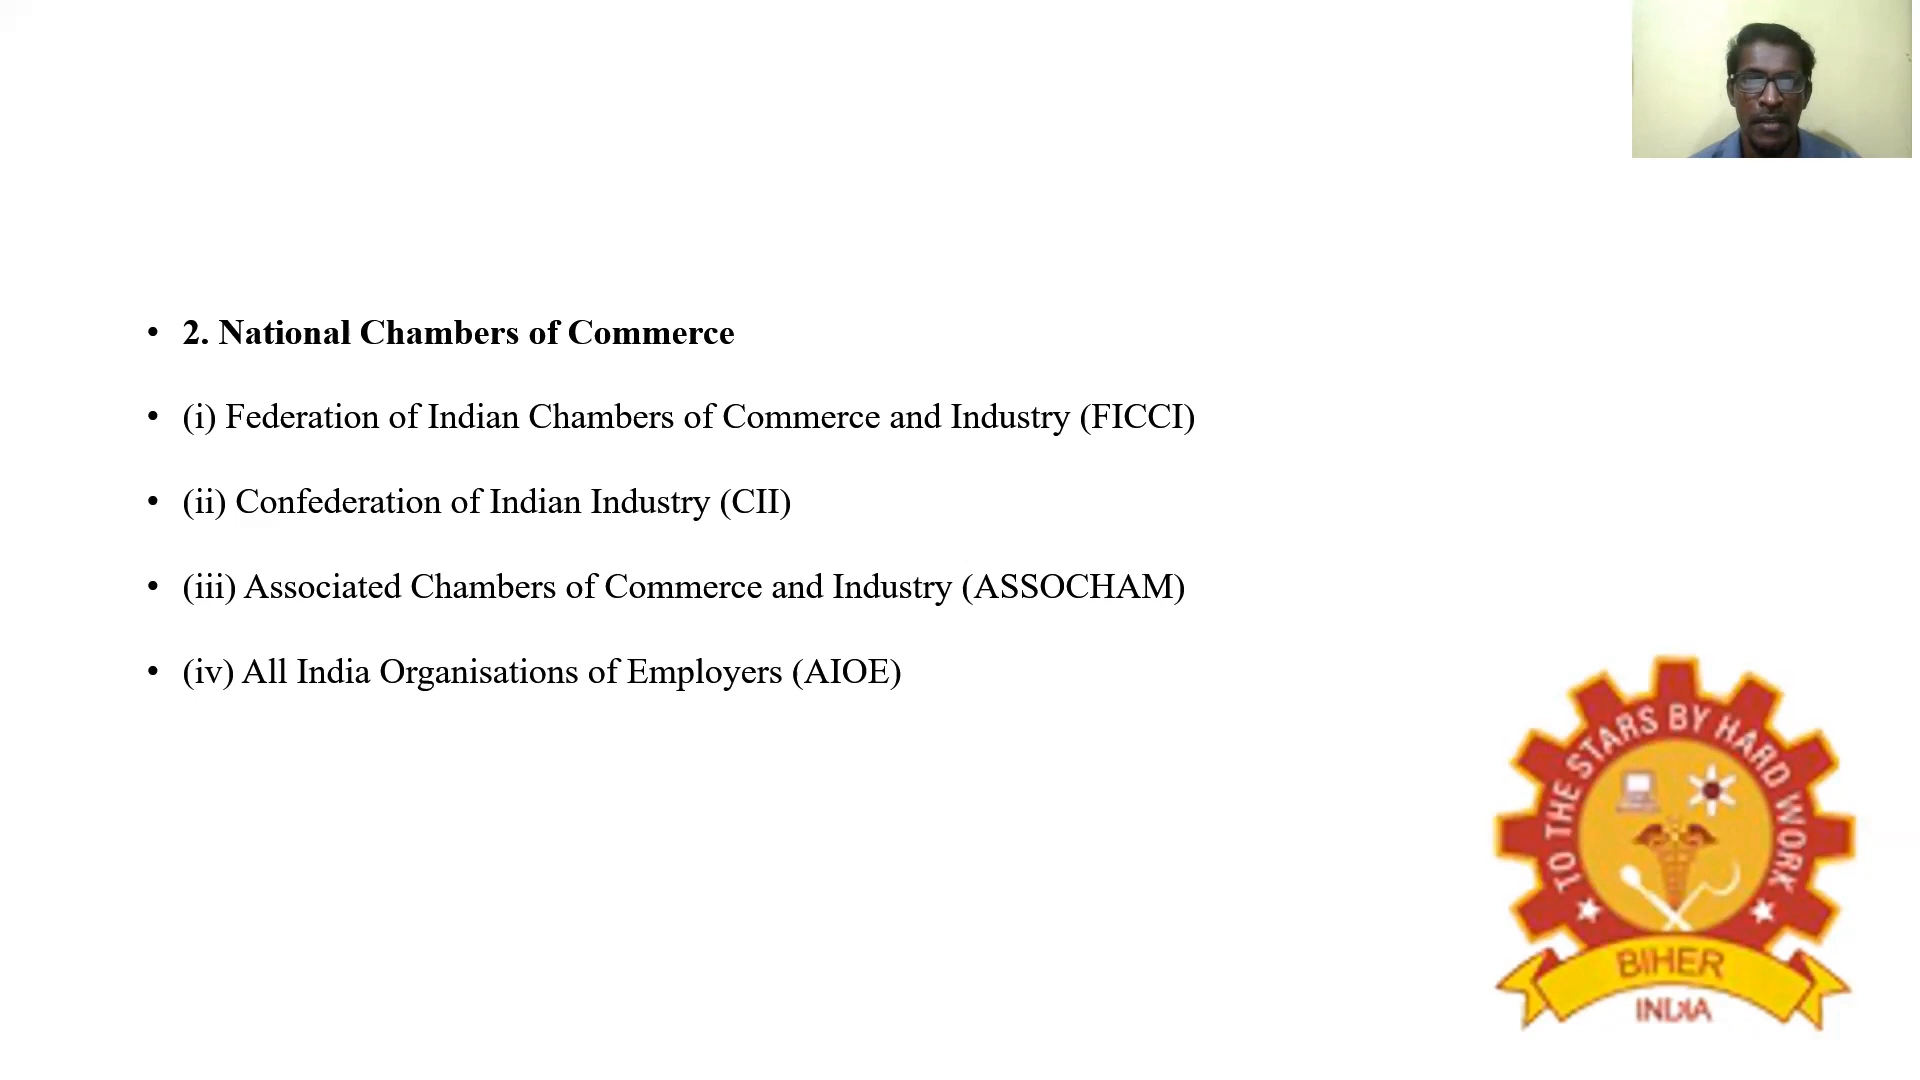 • 2. National Chambers of Commerce
• (i) Federation of Indian Chambers of Commerce and Industry (FICCI)
• (ii) Confederation of Indian Industry (CII)
• (iii) Associated Chambers of Commerce and Industry (ASSOCHAM)
• (iv) All India Organisations of Employers (AIOE)
TO THE STARS BY HARD WORK
BIHER
INDIA